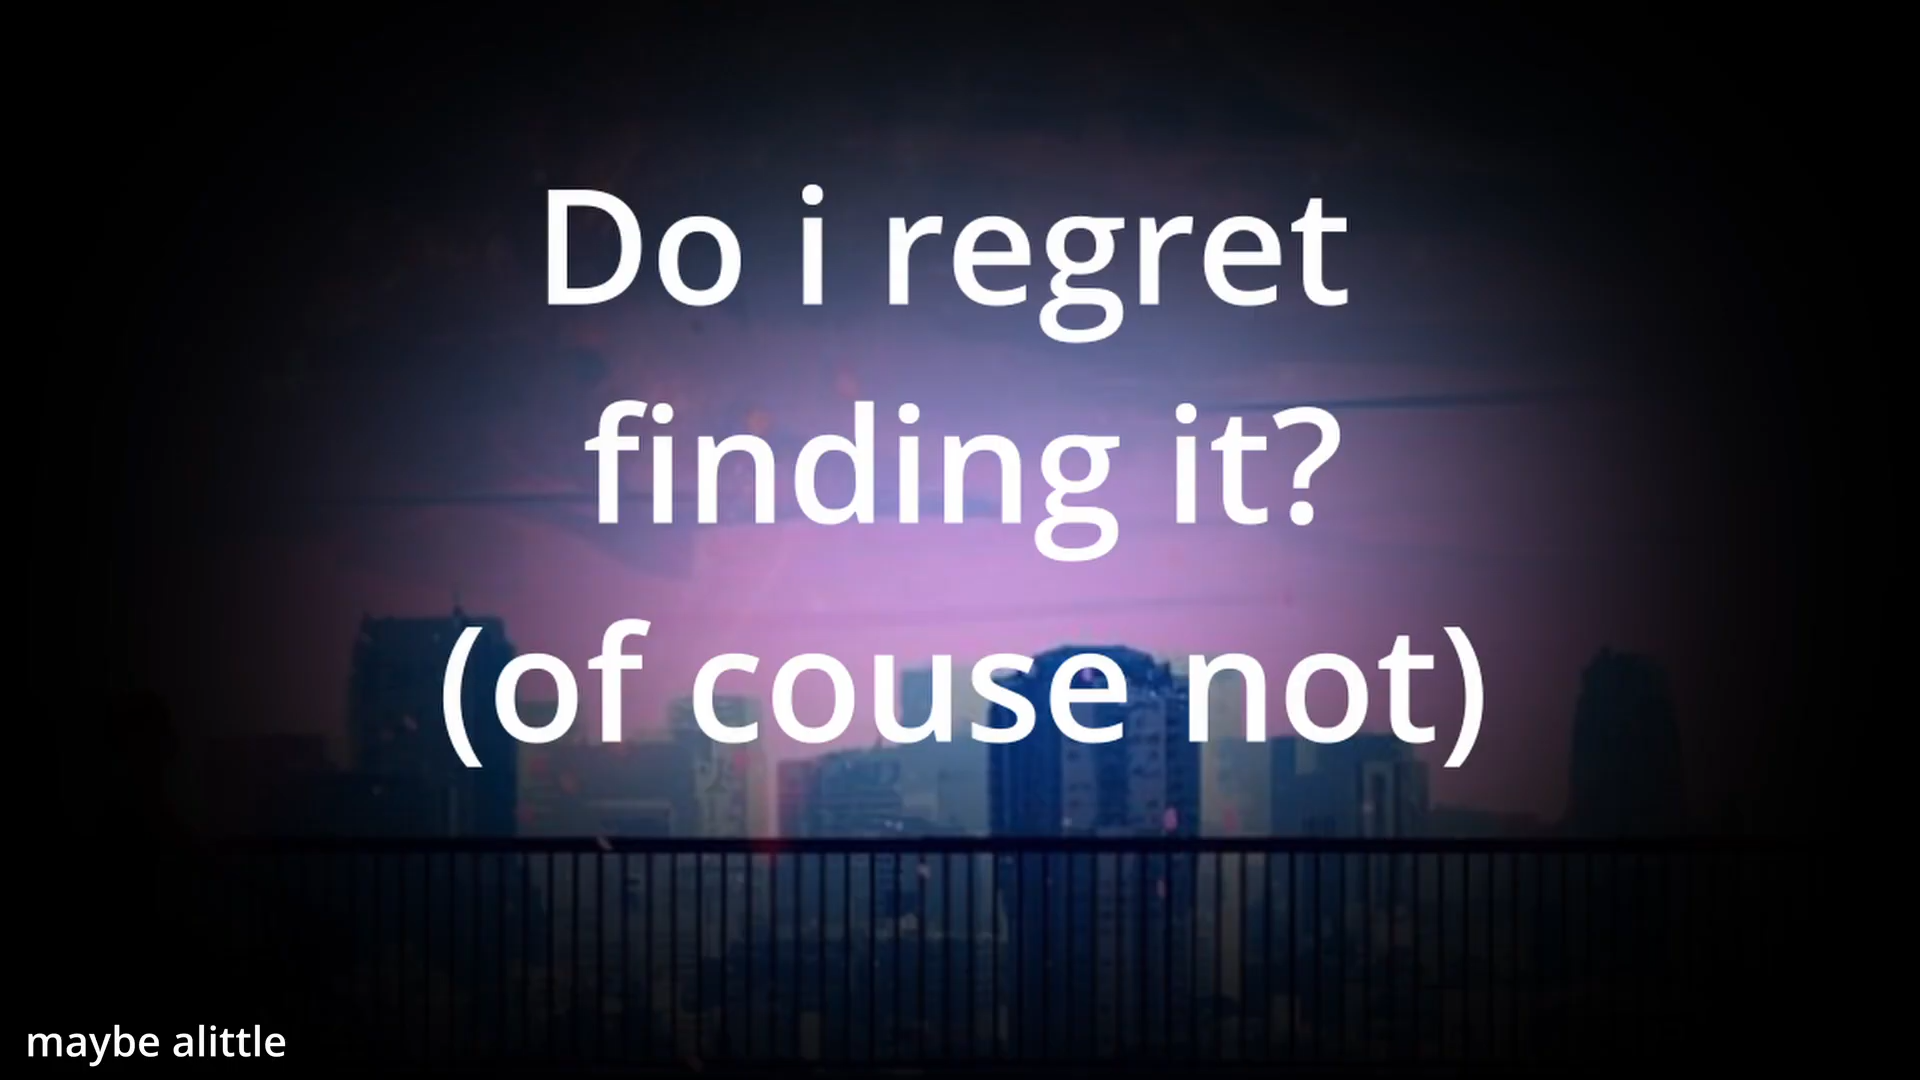 Do i regret
finding it?
(of couse not)
maybe alittle